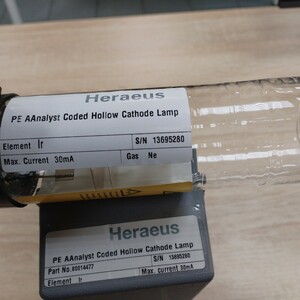 Heraeus
PE AAnalyst Coded Hollow Cathode Lamp
Element Ir
S/N 13695280
Max. Current 30mA
Gas Ne
Heraeus
PE AAnalyst Coded Hollow Cathode Lamp
Part No. 80014477
S/N 13695280
Element Ir
Max. Current 30mA